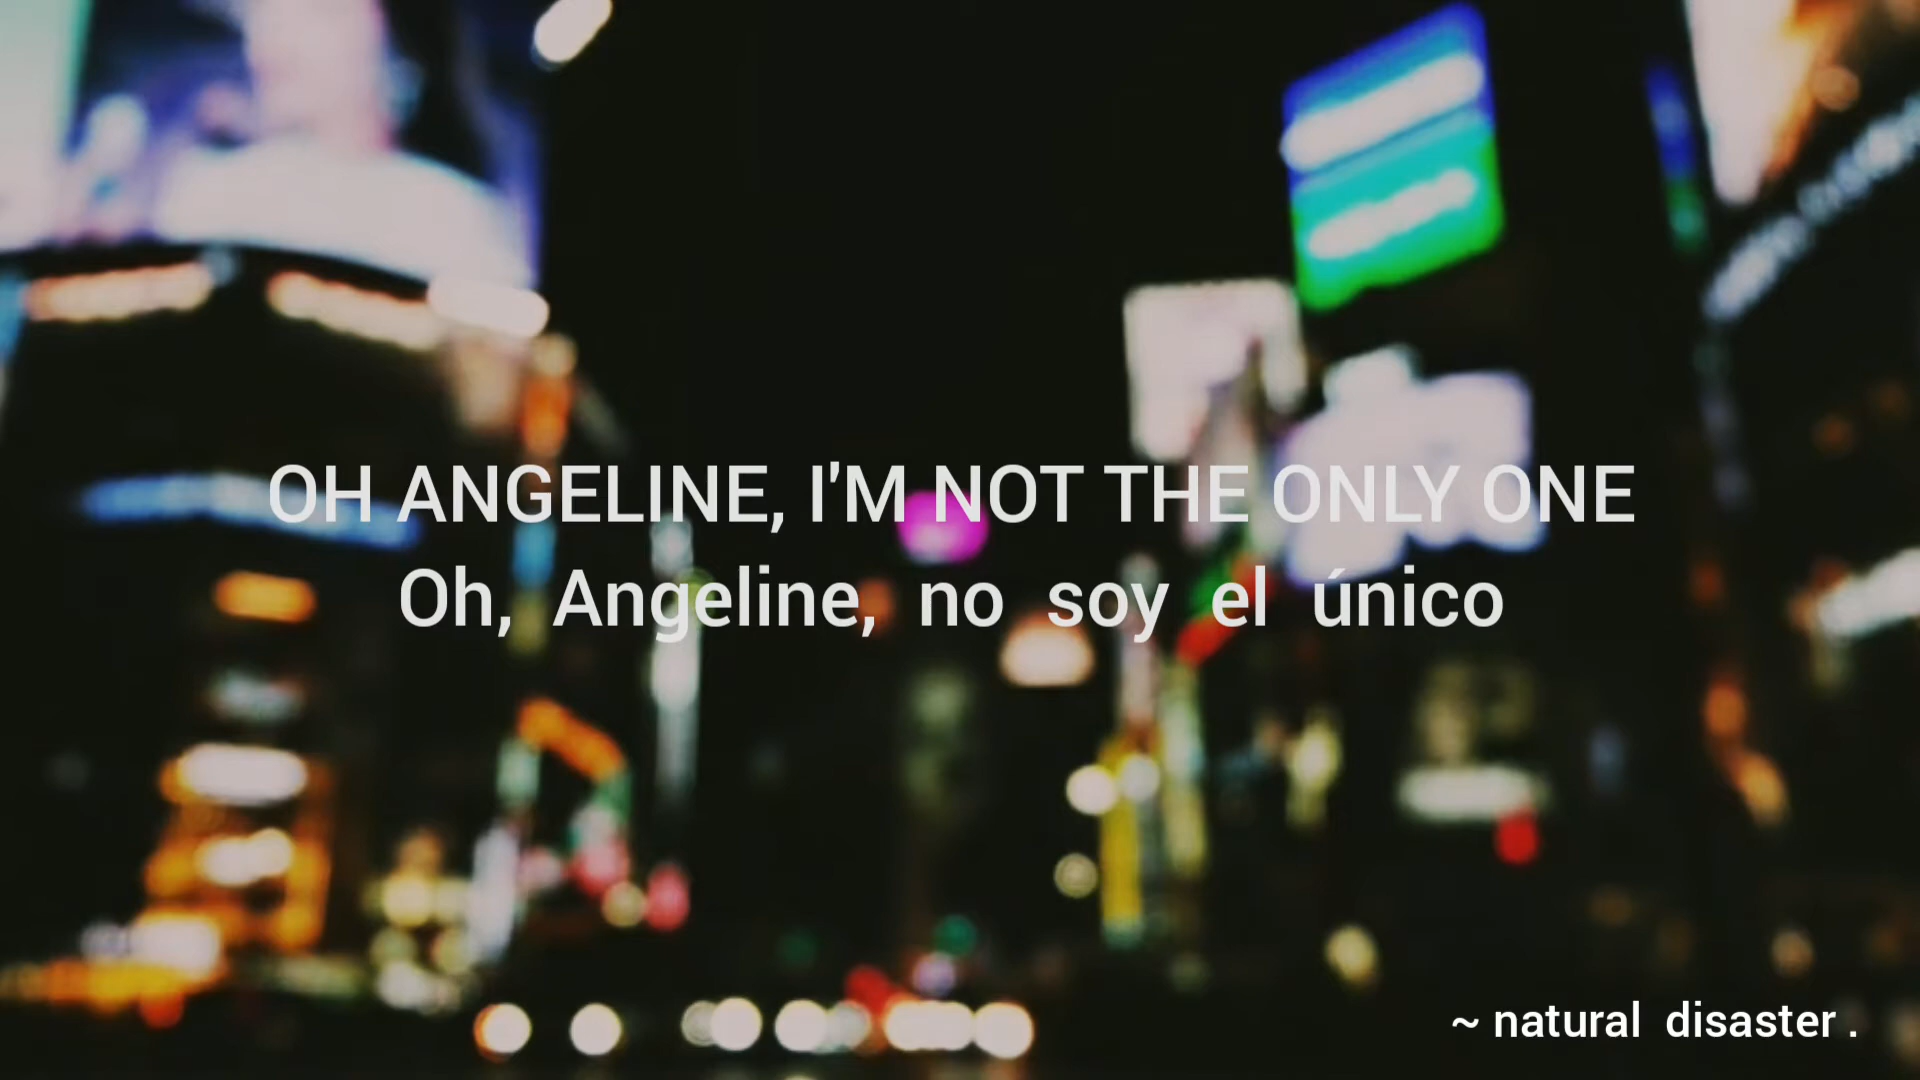 OH ANGELINE, I'M NOT THE ONLY ONE
Oh, Angeline, no soy el único
~ natural disaster .